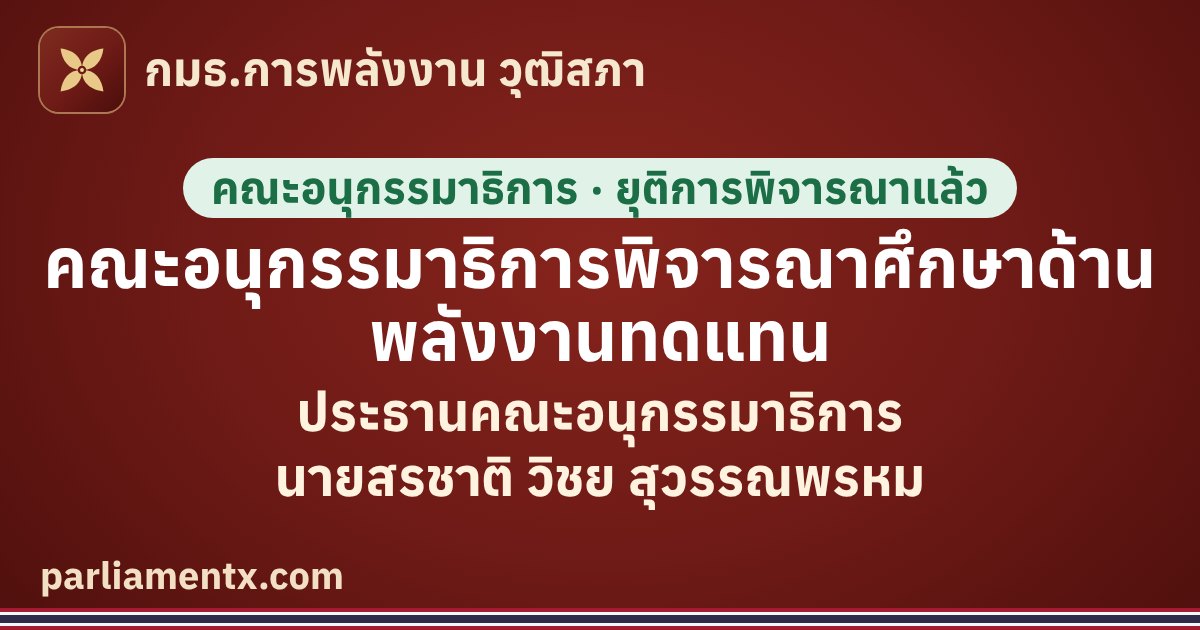 กมธ.การพลังงาน วุฒิสภา
คณะอนุกรรมาธิการ · ยุติการพิจารณาแล้ว
คณะอนุกรรมาธิการพิจารณาศึกษาด้าน
พลังงานทดแทน
ประธานคณะอนุกรรมาธิการ
นายสรชาติ วิชย สุวรรณพรหม
parliamentx.com